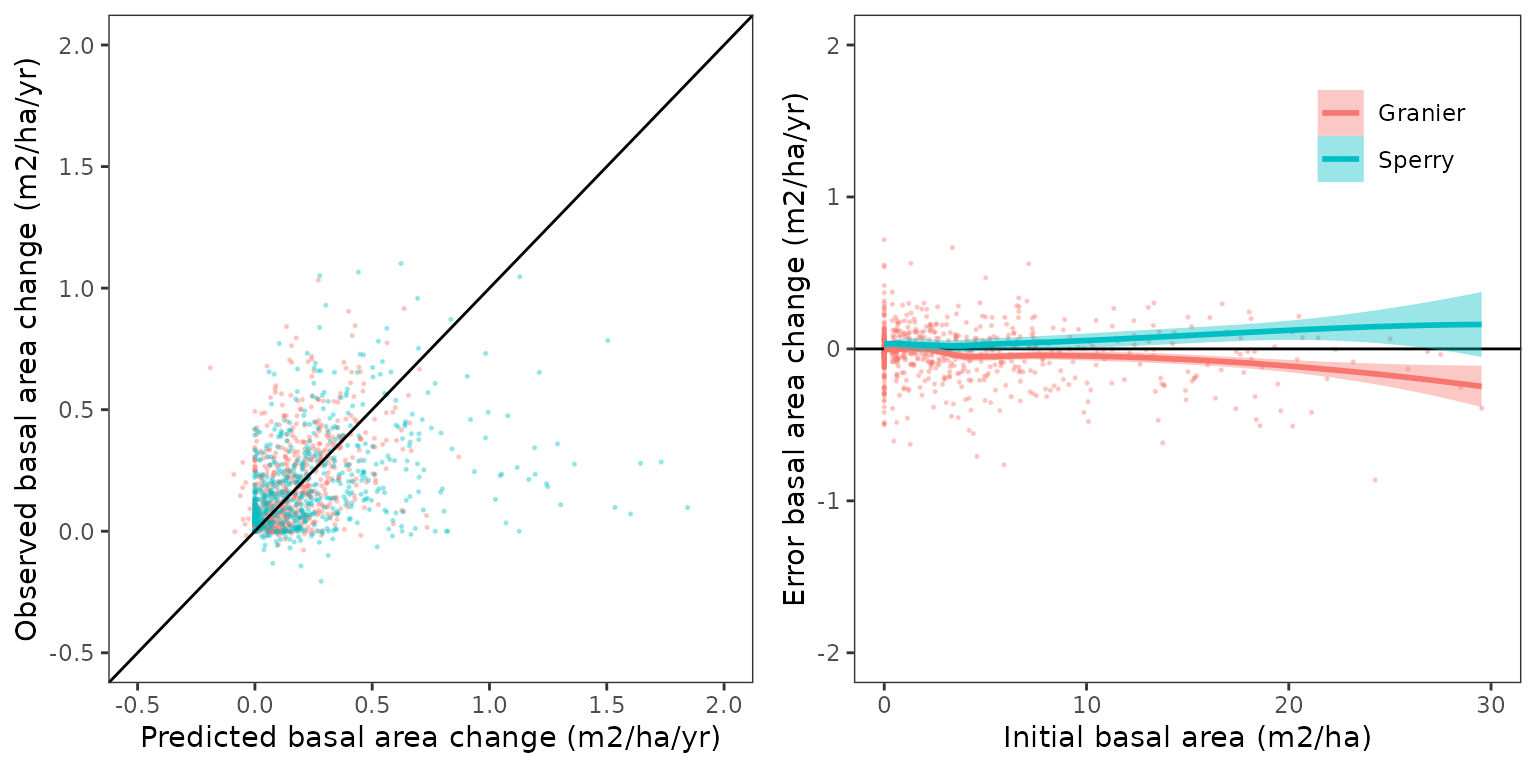 2.0
1.5
1.0
0.5
0.0
-0.5
Observed basal area change (m2/ha/yr)
-0.5 0.0 0.5 1.0 1.5 2.0
Predicted basal area change (m2/ha/yr)
2
1
0
-1
-2
Error basal area change (m2/ha/yr)
Granier
Sperry
0 10 20 30
Initial basal area (m2/ha)